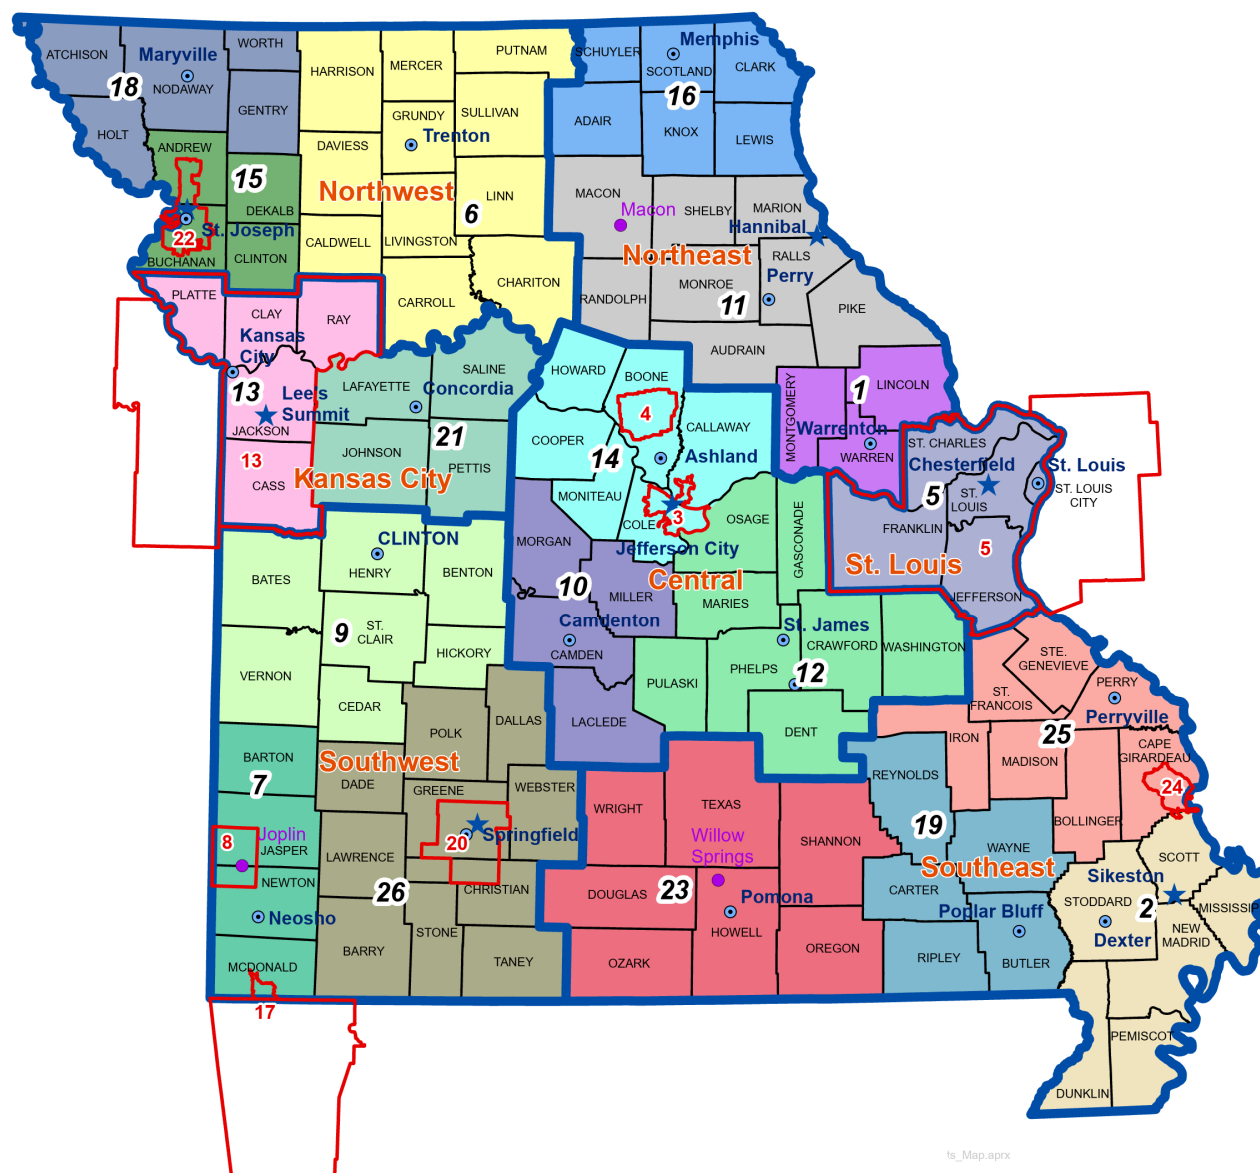 WORTH
ATCHISON
Maryville
NODAWAY
18
HOLT
GENTRY
HARRISON
MERCER
PUTNAM
GRUNDY
SULLIVAN
Trenton
DAVIESS
Northwest
LINN
6
CALDWELL
LIVINGSTON
CARROLL
CHARITON
ANDREW
15
DEKALB
St. Joseph
22
BUCHANAN
CLINTON
SCHUYLER
Memphis
SCOTLAND
CLARK
16
ADAIR
KNOX
LEWIS
MACON
Macon
SHELBY
MARION
Hannibal
Northeast
RALLS
MONROE
Perry
RANDOLPH
11
PIKE
AUDRAIN
PLATTE
CLAY
RAY
Kansas
City
13
Lee's
Summit
JACKSON
13
CASS
LAFAYETTE
SALINE
Concordia
JOHNSON
21
PETTIS
Kansas City
HOWARD
BOONE
4
CALLAWAY
COOPER
14
Ashland
MONITEAU
COLE
3
Jefferson City
Central
OSAGE
GASCONADE
MONTGOMERY
1
LINCOLN
Warrenton
WARREN
ST. CHARLES
Chesterfield
St. Louis
5
ST.
LOUIS
ST. LOUIS
CITY
FRANKLIN
5
St. Louis
JEFFERSON
MORGAN
10
MILLER
MARIES
Camdenton
CAMDEN
LACLEDE
St. James
CRAWFORD
WASHINGTON
PULASKI
PHELPS
12
DENT
CLINTON
BATES
HENRY
BENTON
9
ST.
CLAIR
HICKORY
VERNON
CEDAR
POLK
DALLAS
Southwest
BARTON
7
DADE
GREENE
WEBSTER
8
Joplin
JASPER
20
Springfield
LAWRENCE
NEWTON
CHRISTIAN
26
Neosho
STONE
BARRY
TANEY
MCDONALD
17
WRIGHT
TEXAS
Willow
Springs
SHANNON
DOUGLAS
23
Pomona
HOWELL
OZARK
OREGON
STE.
GENEVIEVE
PERRY
ST.
FRANCOIS
Perryville
25
IRON
MADISON
CAPE
GIRARDEAU
24
BOLLINGER
REYNOLDS
19
WAYNE
Southeast
CARTER
Poplar Bluff
RIPLEY
BUTLER
SCOTT
Sikeston
STODDARD
2
MISSISSIP
Dexter
NEW
MADRID
PEMISCOT
DUNKLIN
ts_Map.aprx